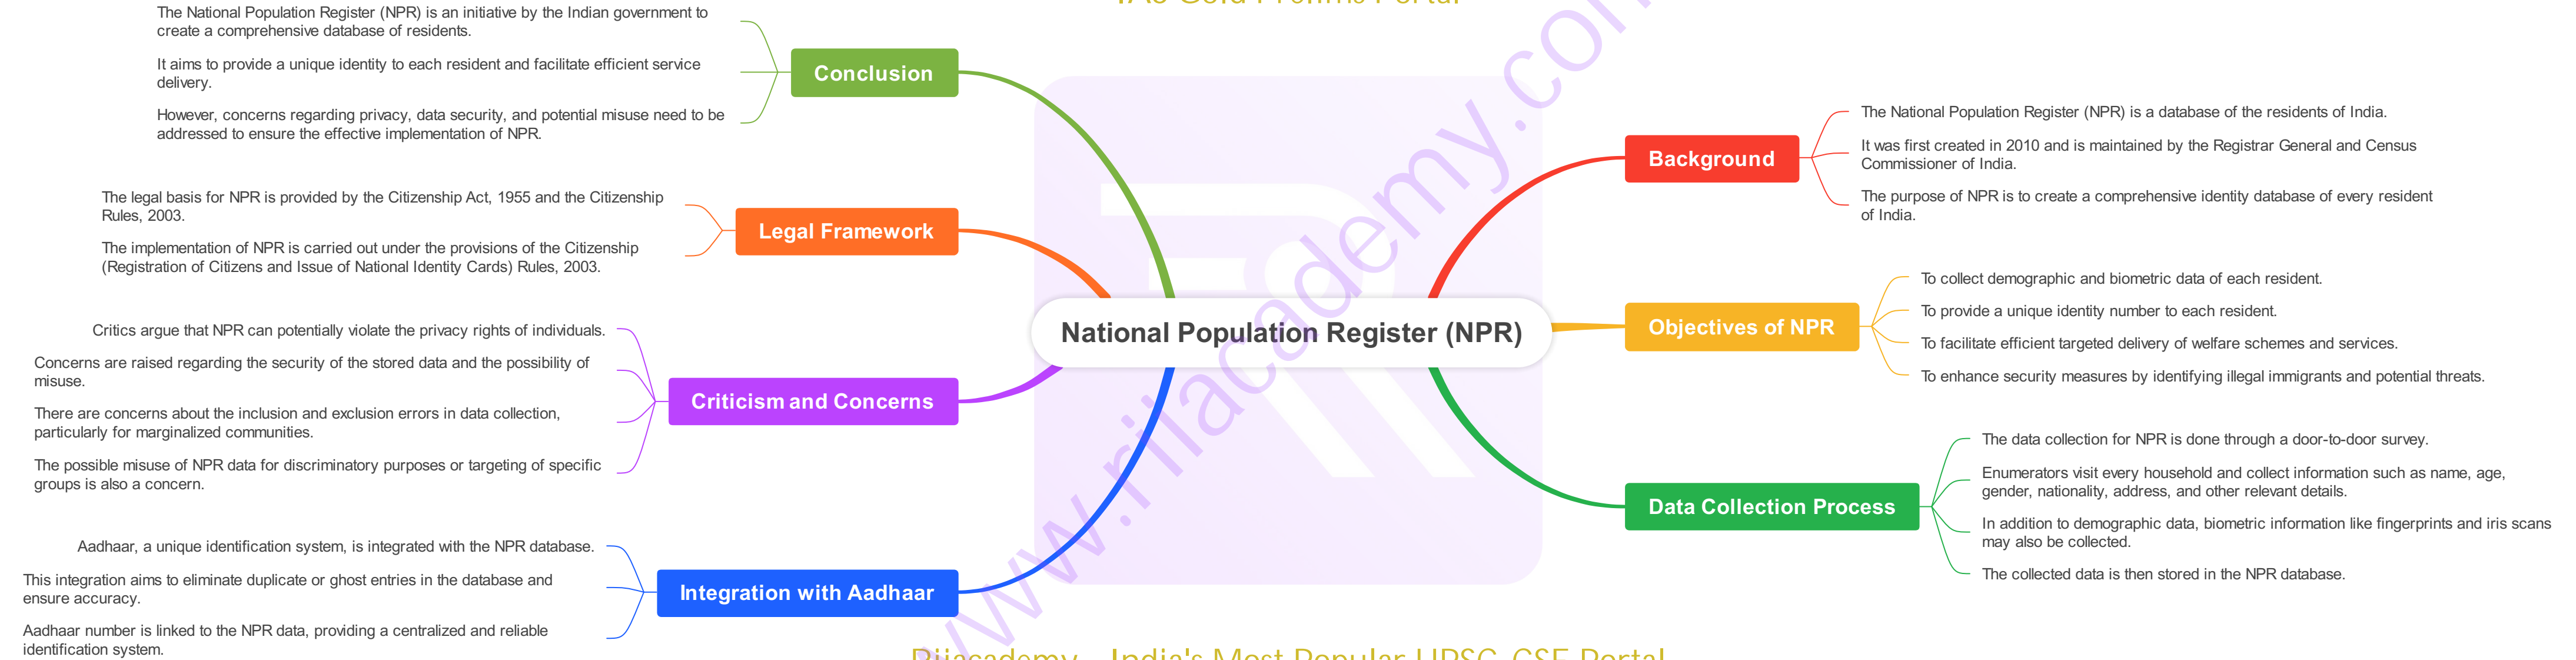 IAS Gold Prelims Portal
The National Population Register (NPR) is an initiative by the Indian government to
create a comprehensive database of residents.
It aims to provide a unique identity to each resident and facilitate efficient service
delivery.
However, concerns regarding privacy, data security, and potential misuse need to be
addressed to ensure the effective implementation of NPR.
Conclusion
The legal basis for NPR is provided by the Citizenship Act, 1955 and the Citizenship
Rules, 2003.
The implementation of NPR is carried out under the provisions of the Citizenship
(Registration of Citizens and Issue of National Identity Cards) Rules, 2003.
Legal Framework
Critics argue that NPR can potentially violate the privacy rights of individuals.
Concerns are raised regarding the security of the stored data and the possibility of
misuse.
There are concerns about the inclusion and exclusion errors in data collection,
particularly for marginalized communities.
The possible misuse of NPR data for discriminatory purposes or targeting of specific
groups is also a concern.
Criticism and Concerns
Aadhaar, a unique identification system, is integrated with the NPR database.
This integration aims to eliminate duplicate or ghost entries in the database and
ensure accuracy.
Aadhaar number is linked to the NPR data, providing a centralized and reliable
identification system.
Integration with Aadhaar
National Population Register (NPR)
www.rijacademy.com
Background
The National Population Register (NPR) is a database of the residents of India.
It was first created in 2010 and is maintained by the Registrar General and Census
Commissioner of India.
The purpose of NPR is to create a comprehensive identity database of every resident
of India.
Objectives of NPR
To collect demographic and biometric data of each resident.
To provide a unique identity number to each resident.
To facilitate efficient targeted delivery of welfare schemes and services.
To enhance security measures by identifying illegal immigrants and potential threats.
Data Collection Process
The data collection for NPR is done through a door-to-door survey.
Enumerators visit every household and collect information such as name, age,
gender, nationality, address, and other relevant details.
In addition to demographic data, biometric information like fingerprints and iris scans
may also be collected.
The collected data is then stored in the NPR database.
Rijacademy - India's Most Popular UPSC-CSE Portal